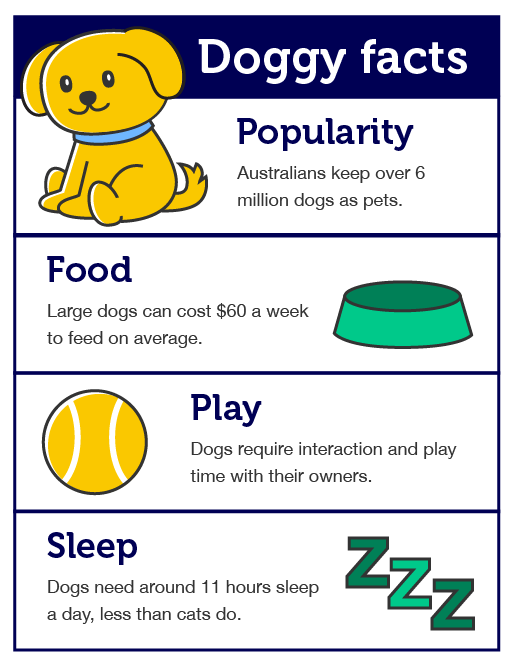 Doggy facts
Popularity
Australians keep over 6
million dogs as pets.
Food
Large dogs can cost $60 a week
to feed on average.
Play
Dogs require interaction and play
time with their owners.
Sleep
Dogs need around 11 hours sleep
a day, less than cats do.
Z
Z
Z